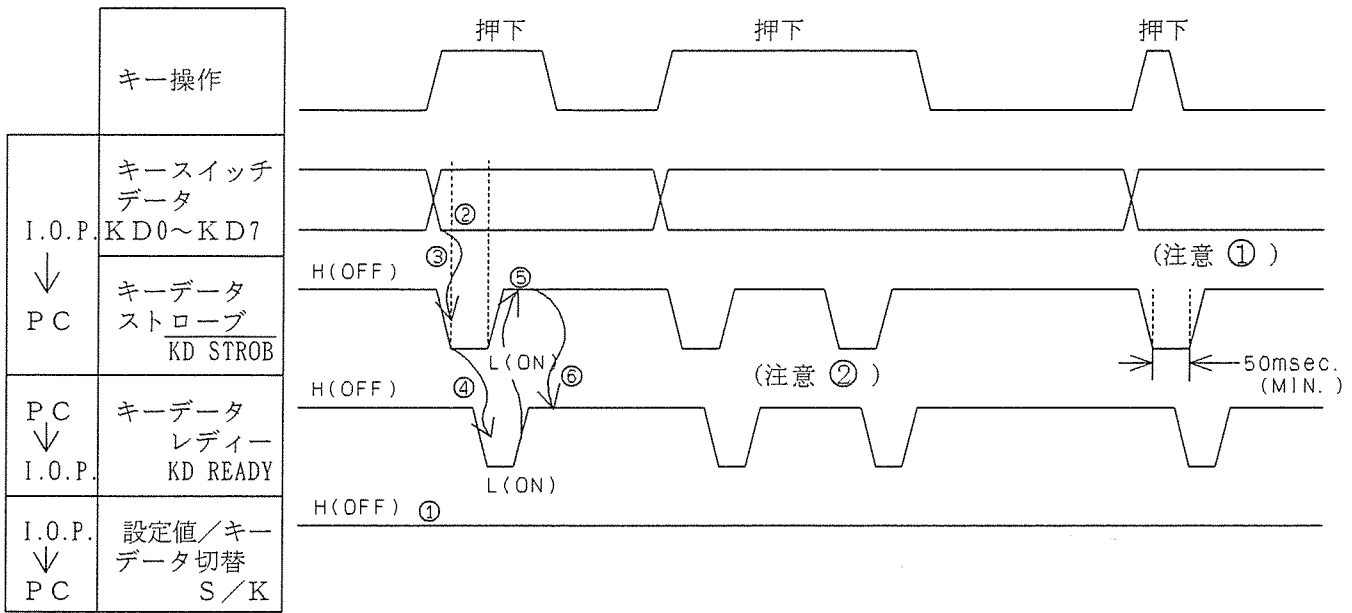 押下 押下 押下
キー操作
I.O.P.
↓
PC
キースイッチ
データ
KD0～KD7
②
③
(注意 ① )
キーデータ
ストローブ
KD STROB
H(OFF)
⑤
L(ON)
50msec.
(MIN. )
(注意 ② )
PC
↓
I.O.P.
キーデータ
レディー
KD READY
H(OFF)
④
⑥
L(ON)
I.O.P.
↓
PC
設定値／キー
データ切替
S／K
H(OFF) ①